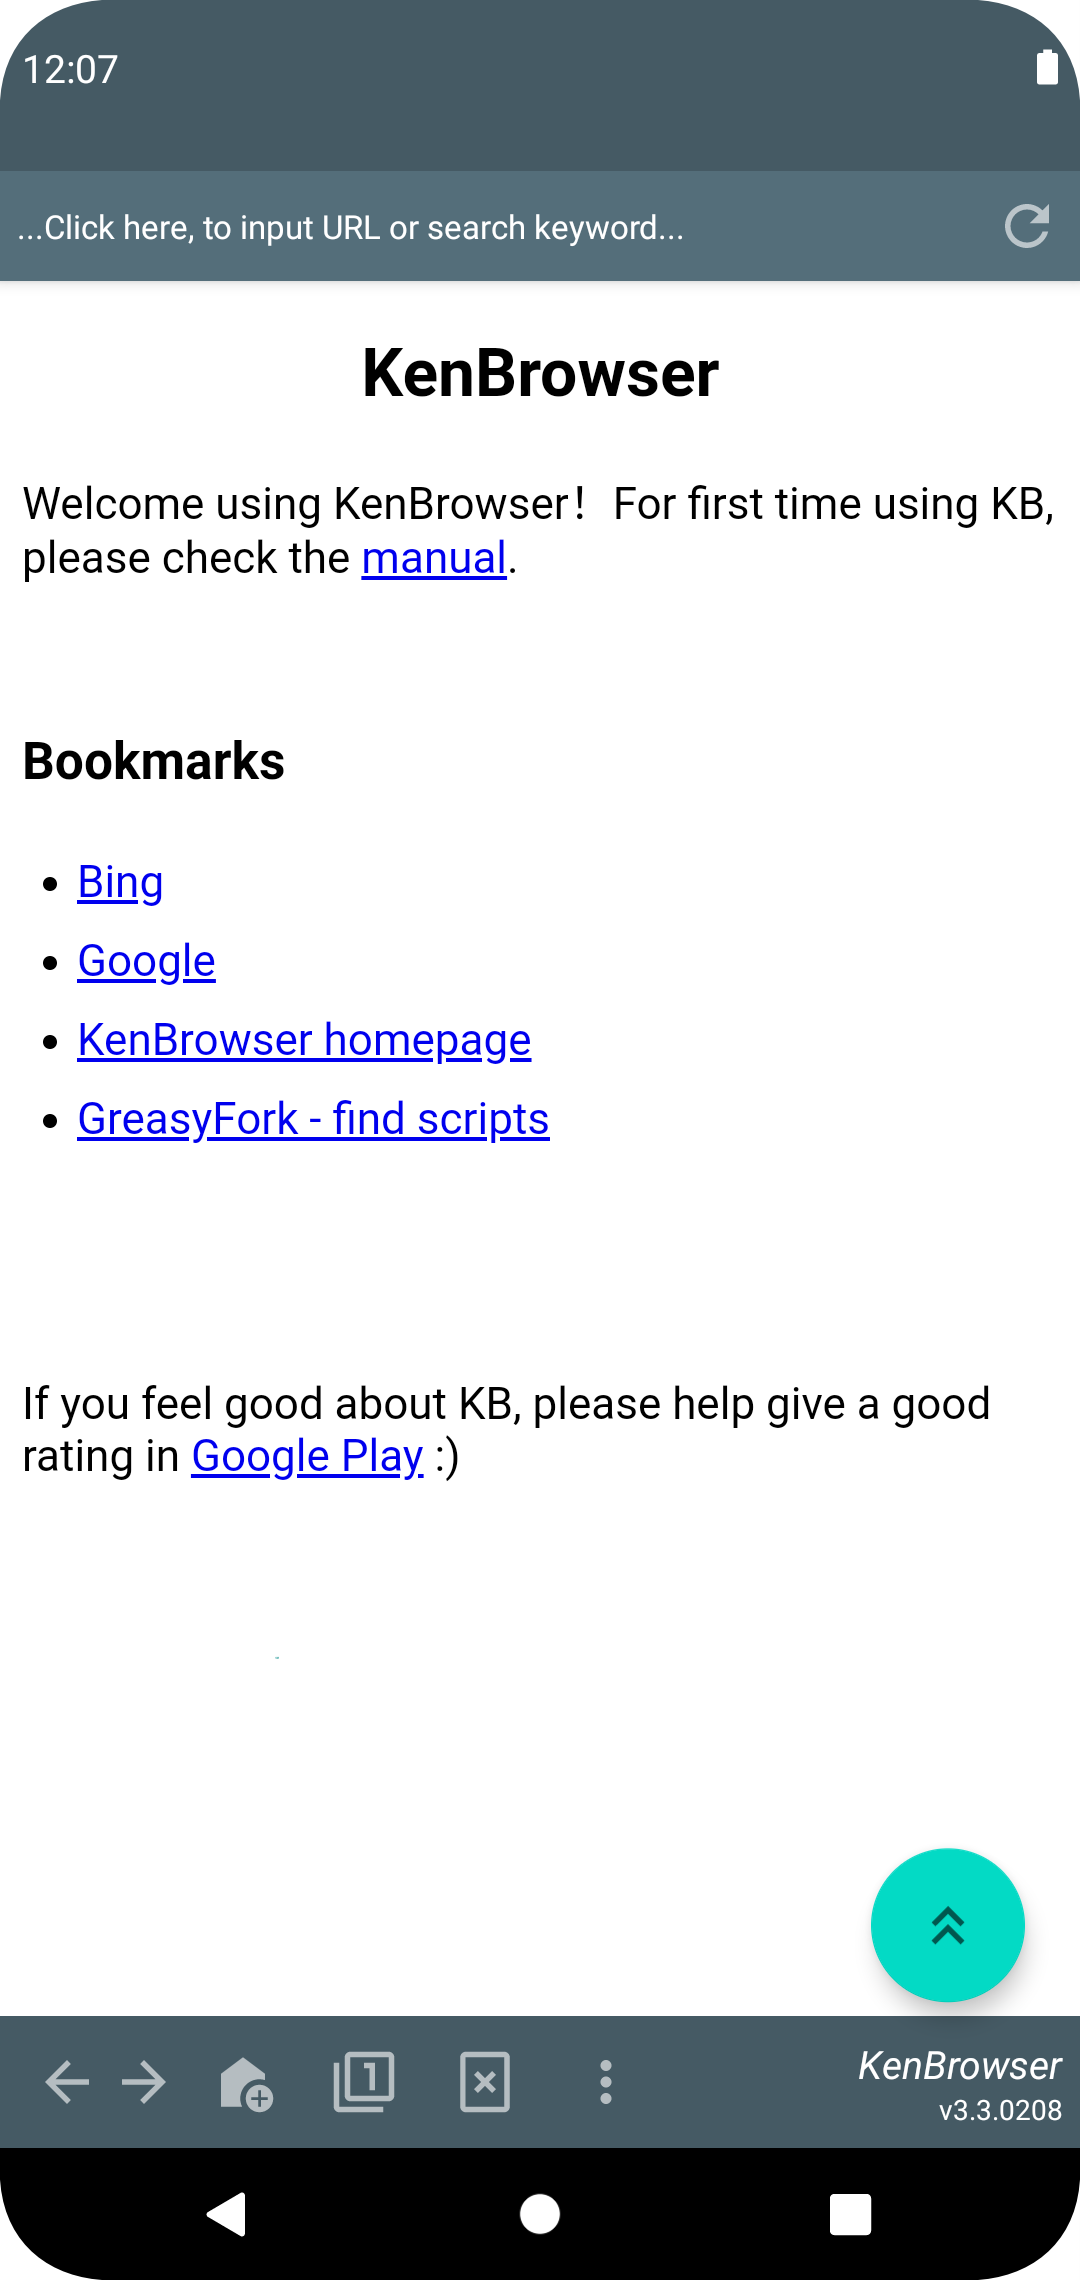 12:07
...Click here, to input URL or search keyword...
KenBrowser
Welcome using KenBrowser！For first time using KB,
please check the manual.
Bookmarks
Bing
Google
KenBrowser homepage
GreasyFork - find scripts
If you feel good about KB, please help give a good
rating in Google Play :)
1
KenBrowser
v3.3.0208